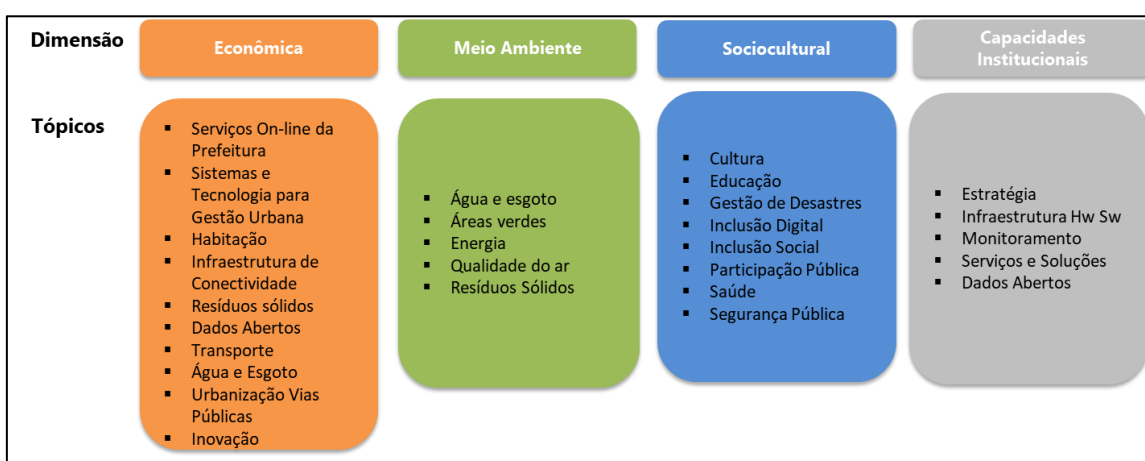 Dimensão
Econômica
Meio Ambiente
Sociocultural
Capacidades
Institucionais
Tópicos
▪ Serviços On-line da
Prefeitura
▪ Sistemas e
Tecnologia para
Gestão Urbana
▪ Habitação
▪ Infraestrutura de
Conectividade
▪ Resíduos sólidos
▪ Dados Abertos
▪ Transporte
▪ Água e Esgoto
▪ Urbanização Vias
Públicas
▪ Inovação
▪ Água e esgoto
▪ Áreas verdes
▪ Energia
▪ Qualidade do ar
▪ Resíduos Sólidos
▪ Cultura
▪ Educação
▪ Gestão de Desastres
▪ Inclusão Digital
▪ Inclusão Social
▪ Participação Pública
▪ Saúde
▪ Segurança Pública
▪ Estratégia
▪ Infraestrutura Hw Sw
▪ Monitoramento
▪ Serviços e Soluções
▪ Dados Abertos